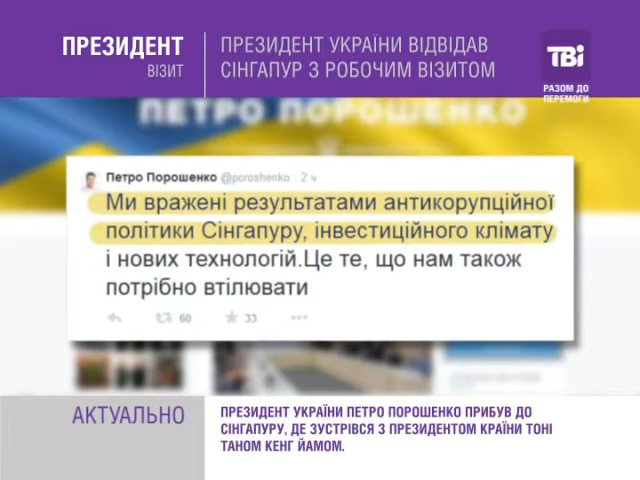 ПРЕЗИДЕНТ
ВІЗИТ
ПРЕЗИДЕНТ УКРАЇНИ ВІДВІДАВ
СІНГАПУР З РОБОЧИМ ВІЗИТОМ
ТВі
РАЗОМ ДО
ПЕРЕМОГИ
ПЕТРО ПОРОШЕНКО
Петро Порошенко @poroshenko · 2 ч
Ми вражені результатами антикорупційної
політики Сінгапуру, інвестиційного клімату
і нових технологій.Це те, що нам також
потрібно втілювати
60 33
АКТУАЛЬНО
ПРЕЗИДЕНТ УКРАЇНИ ПЕТРО ПОРОШЕНКО ПРИБУВ ДО
СІНГАПУРУ, ДЕ ЗУСТРІВСЯ З ПРЕЗИДЕНТОМ КРАЇНИ ТОНІ
ТАНОМ КЕНГ ЙАМОМ.